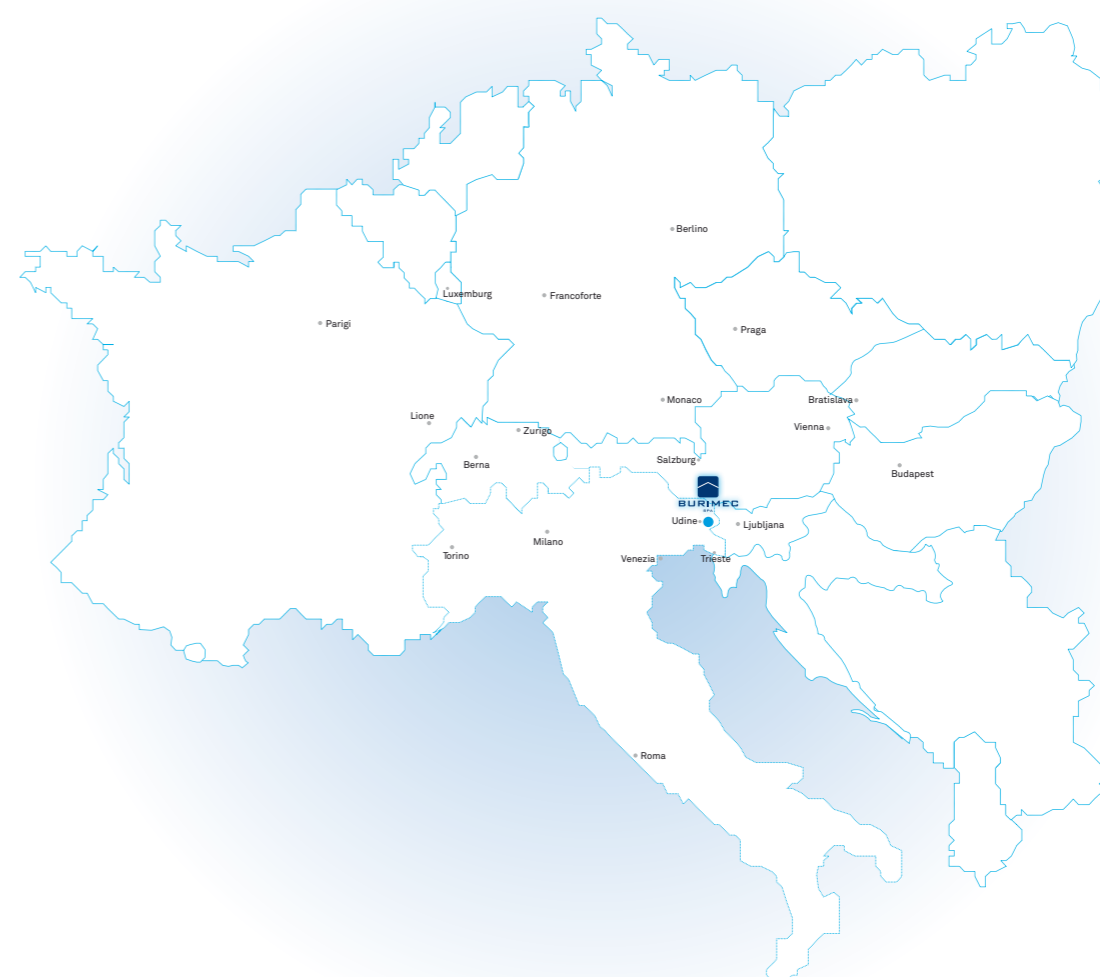 Berlino
Luxemburg
Francoforte
Parigi
Praga
Monaco
Bratislava
Lione
Vienna
Zurigo
Berna
Salzburg
Budapest
BURIMEC
SPA
Udine
Ljubljana
Milano
Torino
Venezia
Trieste
Roma